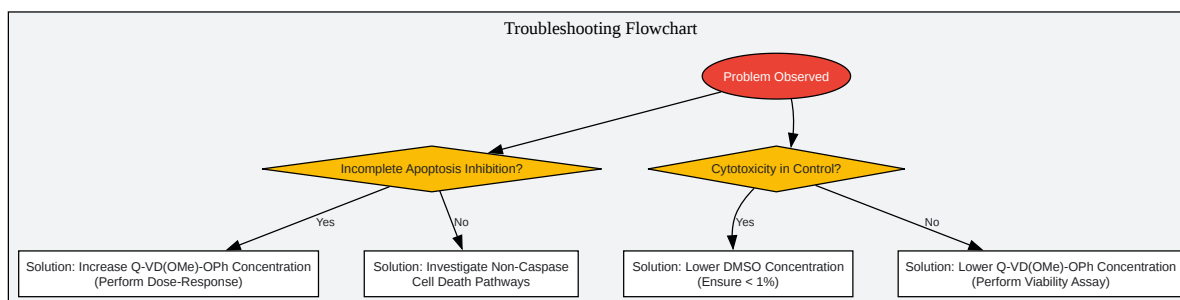 Troubleshooting Flowchart
Problem Observed
Incomplete Apoptosis Inhibition?
Cytotoxicity in Control?
Yes
No
Yes
No
Solution: Increase Q-VD(OMe)-OPh Concentration
(Perform Dose-Response)
Solution: Investigate Non-Caspase
Cell Death Pathways
Solution: Lower DMSO Concentration
(Ensure < 1%)
Solution: Lower Q-VD(OMe)-OPh Concentration
(Perform Viability Assay)